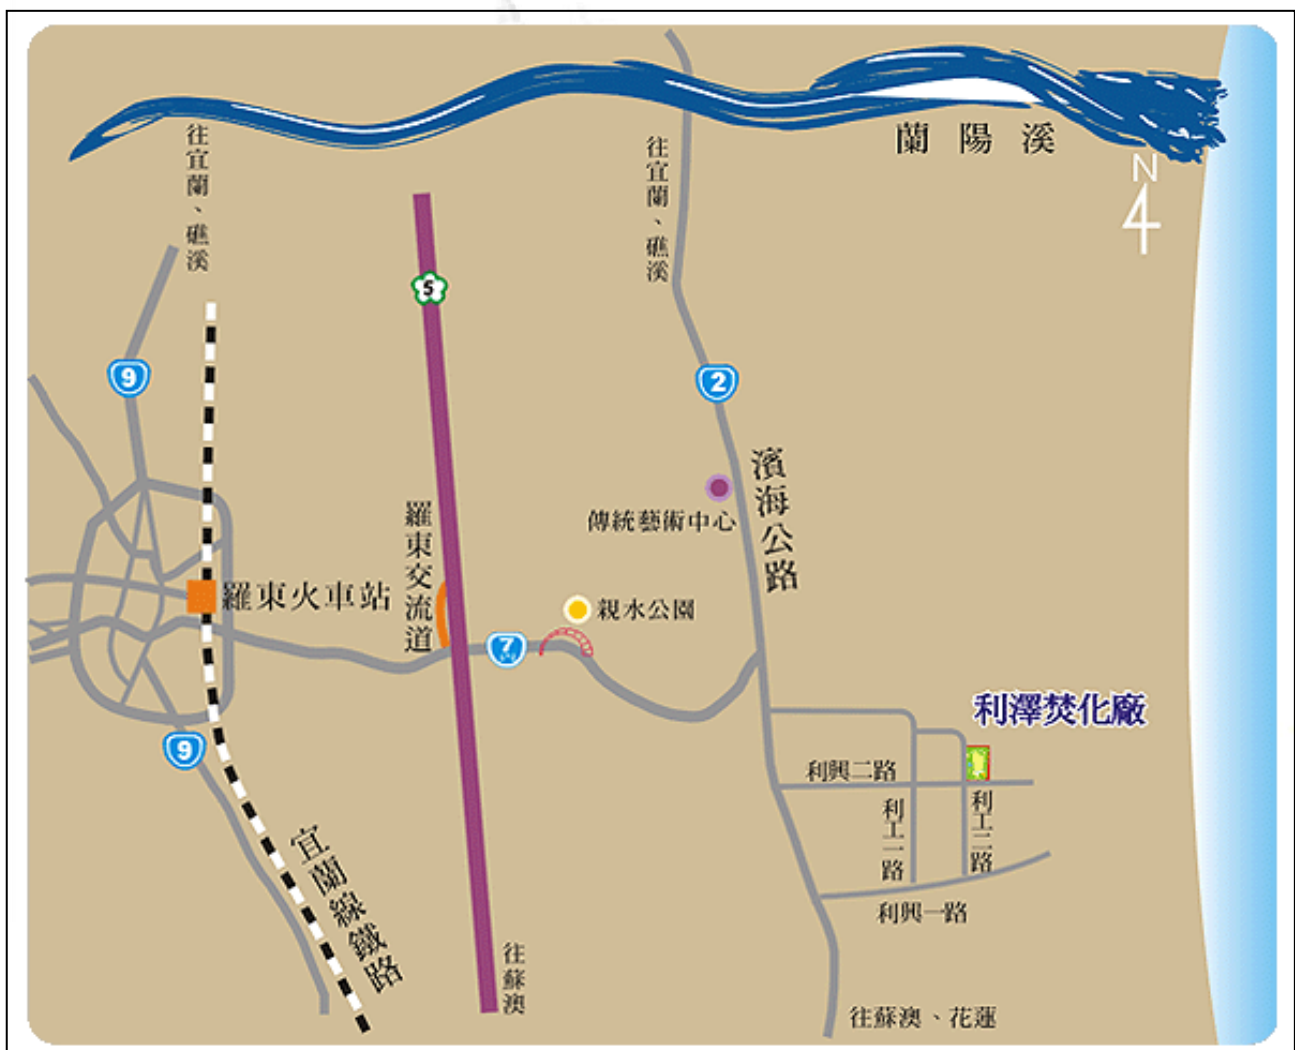 蘭陽溪
N
往宜蘭、礁溪
往宜蘭、礁溪
5
9
2
濱海公路
傳統藝術中心
羅東交流道
羅東火車站
親水公園
7
利澤焚化廠
9
利興二路
利工一路
利工二路
宜蘭線鐵路
利興一路
往蘇澳
往蘇澳、花蓮